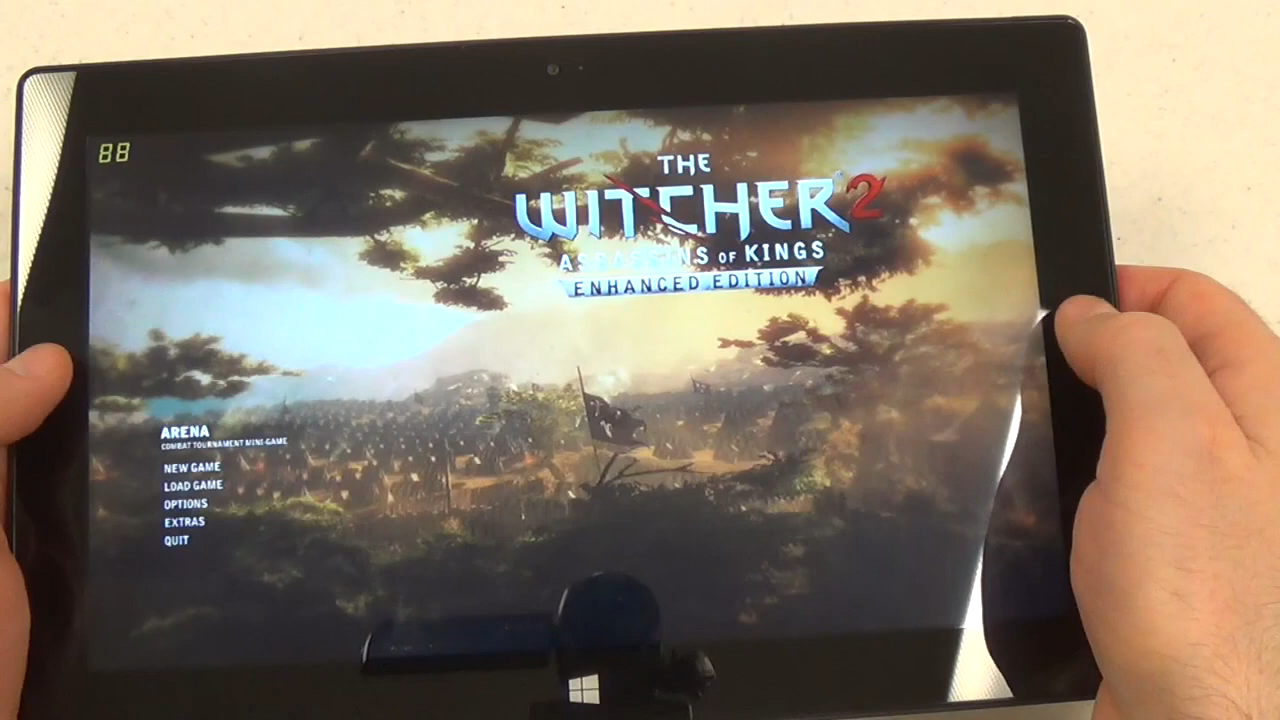 88
THE
WITCHER 2
ASSASSINS OF KINGS
ENHANCED EDITION
ARENA
COMBAT TOURNAMENT MINI-GAME
NEW GAME
LOAD GAME
OPTIONS
EXTRAS
QUIT